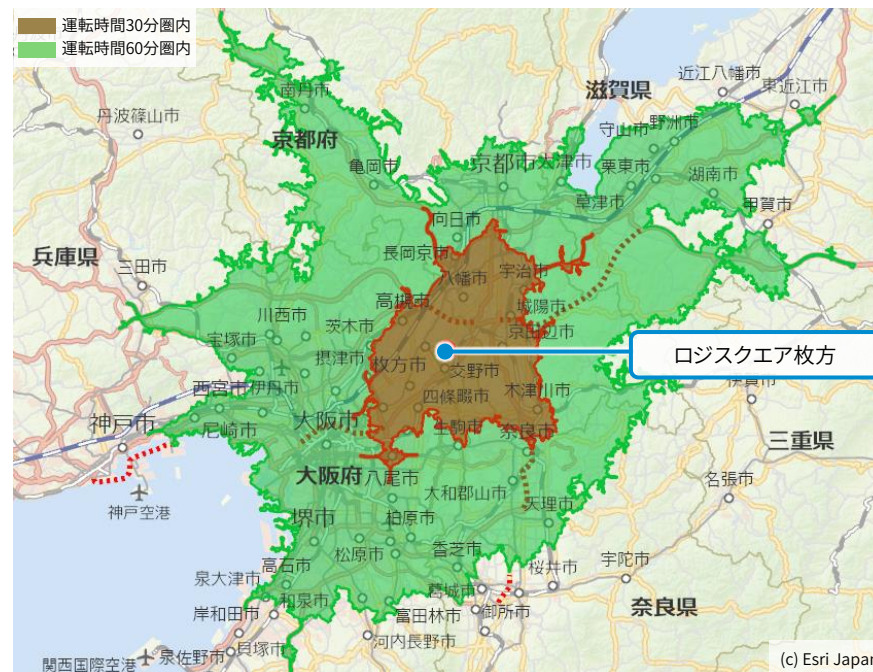 運転時間30分圏内
運転時間60分圏内
近江八幡市
東近江市
滋賀県
南丹市
丹波篠山市
守山市
野洲市
京都府
京都市
大津市
栗東市
亀岡市
湖南市
草津市
甲賀市
向日市
長岡京市
兵庫県
三田市
八幡市
宇治市
高槻市
城陽市
川西市
茨木市
京田辺市
宝塚市
摂津市
枚方市
交野市
ロジスクエア枚方
西宮市
伊丹市
木津川市
伊賀市
四條畷市
神戸市
尼崎市
大阪市
生駒市
奈良市
三重県
大阪府
八尾市
大和郡山市
名張市
神戸空港
天理市
堺市
柏原市
松原市
香芝市
高石市
桜井市
宇陀市
泉大津市
葛城市
和泉市
岸和田市
富田林市
御所市
奈良県
河内長野市
貝塚市
関西国際空港
泉佐野市
(c) Esri Japan